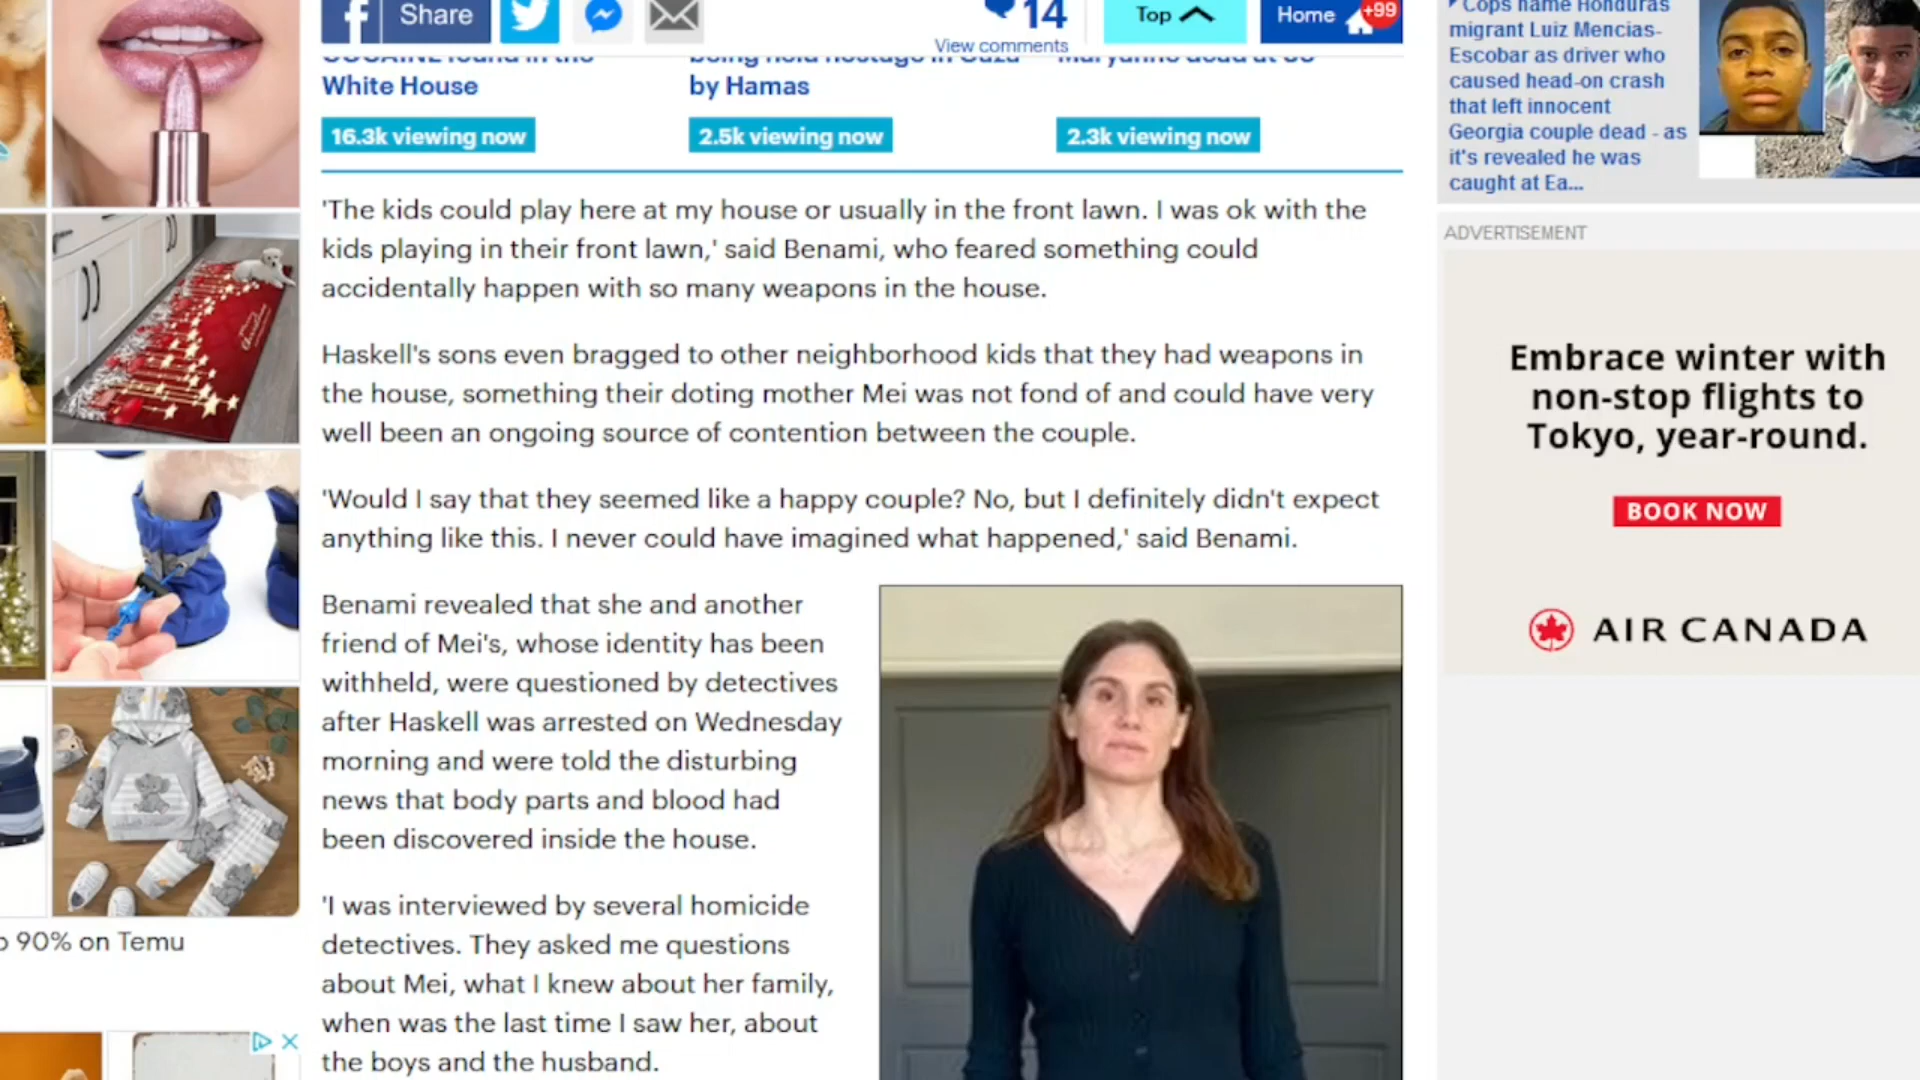 Share
14
View comments
Top
Home
+99
White House
by Hamas
16.3k viewing now
2.5k viewing now
2.3k viewing now
'The kids could play here at my house or usually in the front lawn. I was ok with the
kids playing in their front lawn,' said Benami, who feared something could
accidentally happen with so many weapons in the house.
Haskell's sons even bragged to other neighborhood kids that they had weapons in
the house, something their doting mother Mei was not fond of and could have very
well been an ongoing source of contention between the couple.
'Would I say that they seemed like a happy couple? No, but I definitely didn't expect
anything like this. I never could have imagined what happened,' said Benami.
Benami revealed that she and another
friend of Mei's, whose identity has been
withheld, were questioned by detectives
after Haskell was arrested on Wednesday
morning and were told the disturbing
news that body parts and blood had
been discovered inside the house.
'I was interviewed by several homicide
detectives. They asked me questions
about Mei, what I knew about her family,
when was the last time I saw her, about
the boys and the husband.
90% on Temu
Cops name Honduras
migrant Luiz Mencias-
Escobar as driver who
caused head-on crash
that left innocent
Georgia couple dead - as
it's revealed he was
caught at Ea...
ADVERTISEMENT
Embrace winter with
non-stop flights to
Tokyo, year-round.
BOOK NOW
AIR CANADA